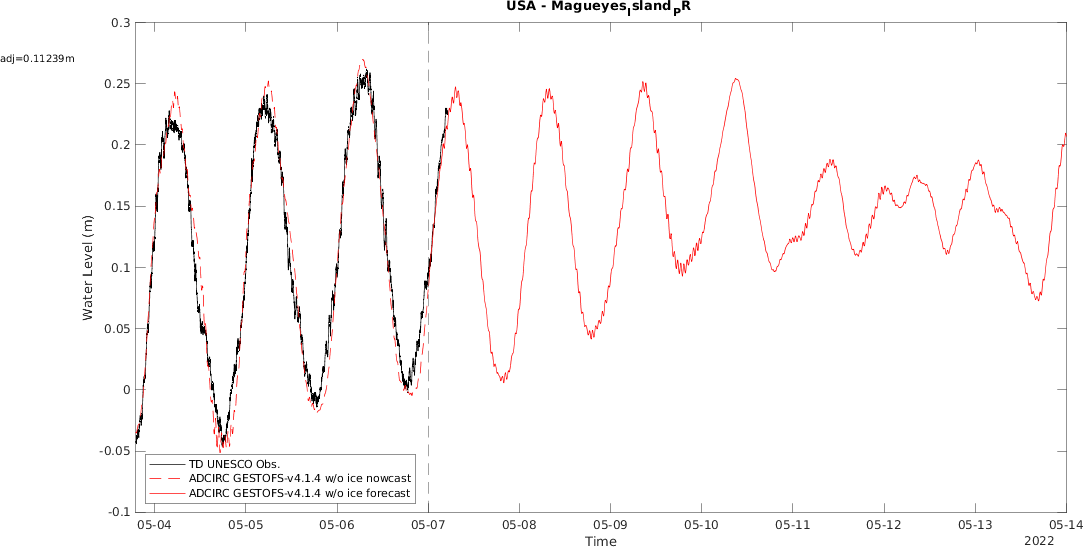 USA - Magueyes_Island_PR
adj=0.11239m
0.3
0.25
0.2
0.15
0.1
0.05
0
-0.05
-0.1
Water Level (m)
TD UNESCO Obs.
ADCIRC GESTOFS-v4.1.4 w/o ice nowcast
ADCIRC GESTOFS-v4.1.4 w/o ice forecast
05-04 05-05 05-06 05-07 05-08 05-09 05-10 05-11 05-12 05-13 05-14
Time
2022